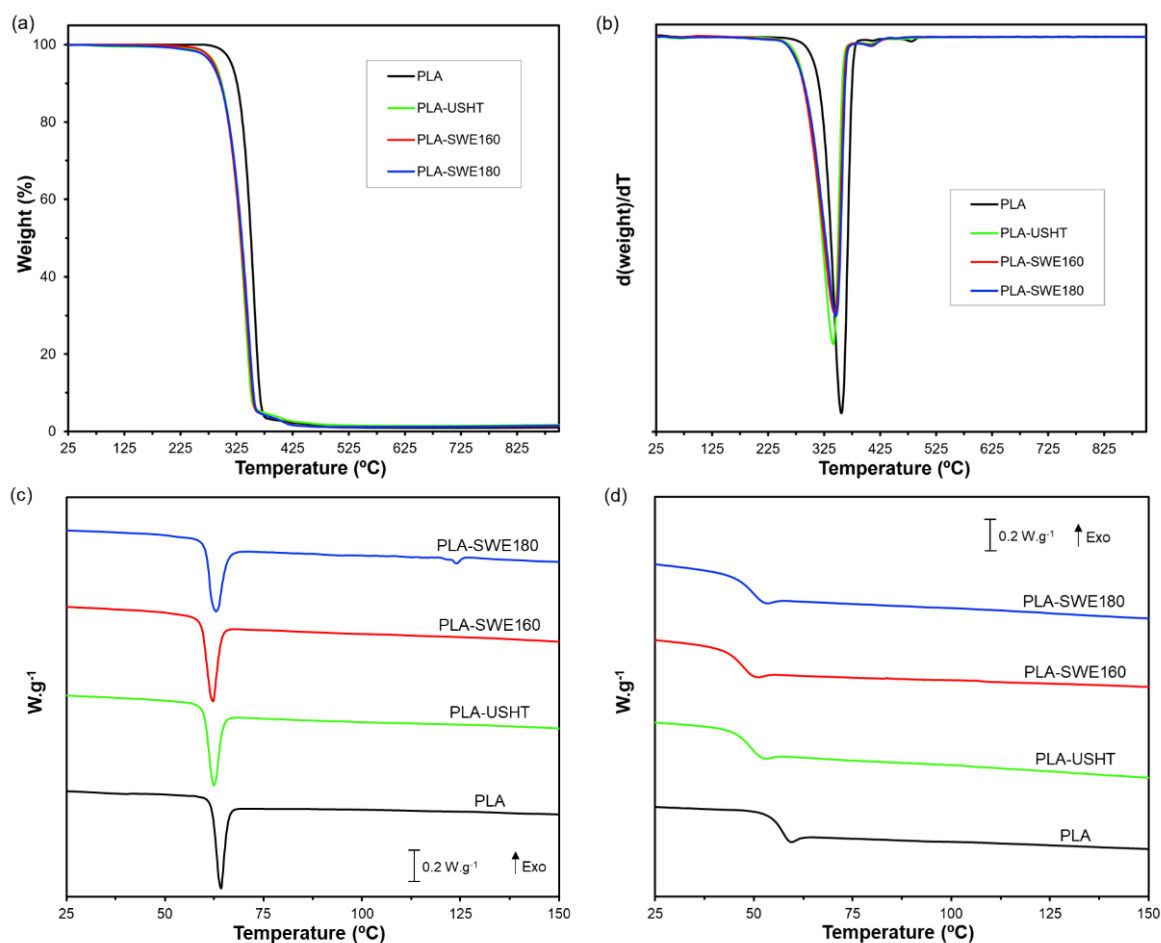 (a)
100
80
60
40
20
0
Weight (%)
PLA
PLA-USHT
PLA-SWE160
PLA-SWE180
25 125 225 325 425 525 625 725 825
Temperature (ºC)
(b)
d(weight)/dT
PLA
PLA-USHT
PLA-SWE160
PLA-SWE180
25 125 225 325 425 525 625 725 825
Temperature (ºC)
(c)
W.g⁻¹
PLA-SWE180
PLA-SWE160
PLA-USHT
PLA
0.2 W.g⁻¹ Exo
25 50 75 100 125 150
Temperature (ºC)
(d)
0.2 W.g⁻¹ Exo
W.g⁻¹
PLA-SWE180
PLA-SWE160
PLA-USHT
PLA
25 50 75 100 125 150
Temperature (ºC)